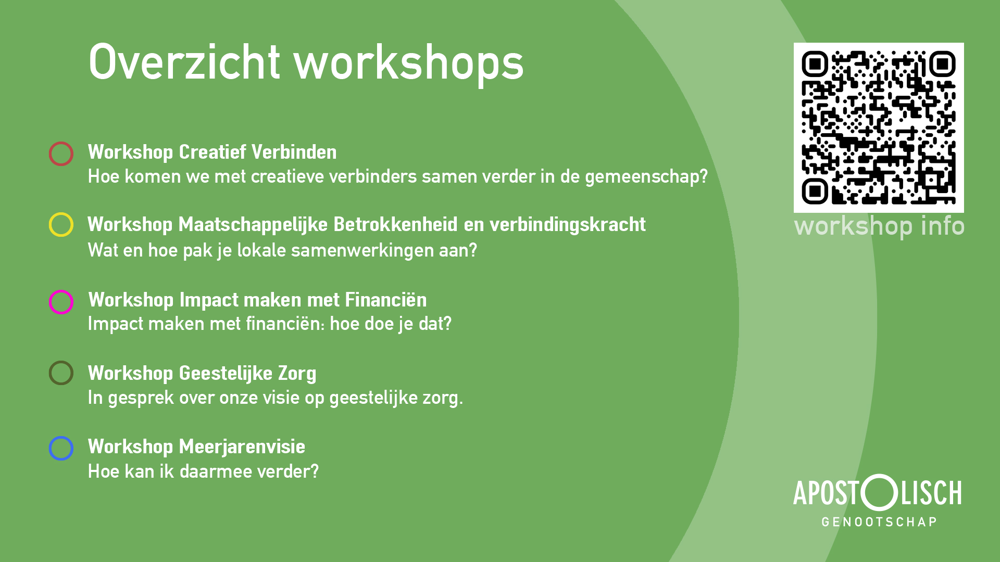 Overzicht workshops
Workshop Creatief Verbinden
Hoe komen we met creatieve verbinders samen verder in de gemeenschap?
Workshop Maatschappelijke Betrokkenheid en verbindingskracht
Wat en hoe pak je lokale samenwerkingen aan?
Workshop Impact maken met Financiën
Impact maken met financiën: hoe doe je dat?
Workshop Geestelijke Zorg
In gesprek over onze visie op geestelijke zorg.
Workshop Meerjarenvisie
Hoe kan ik daarmee verder?
workshop info
APOSTOLISCH
GENOOTSCHAP